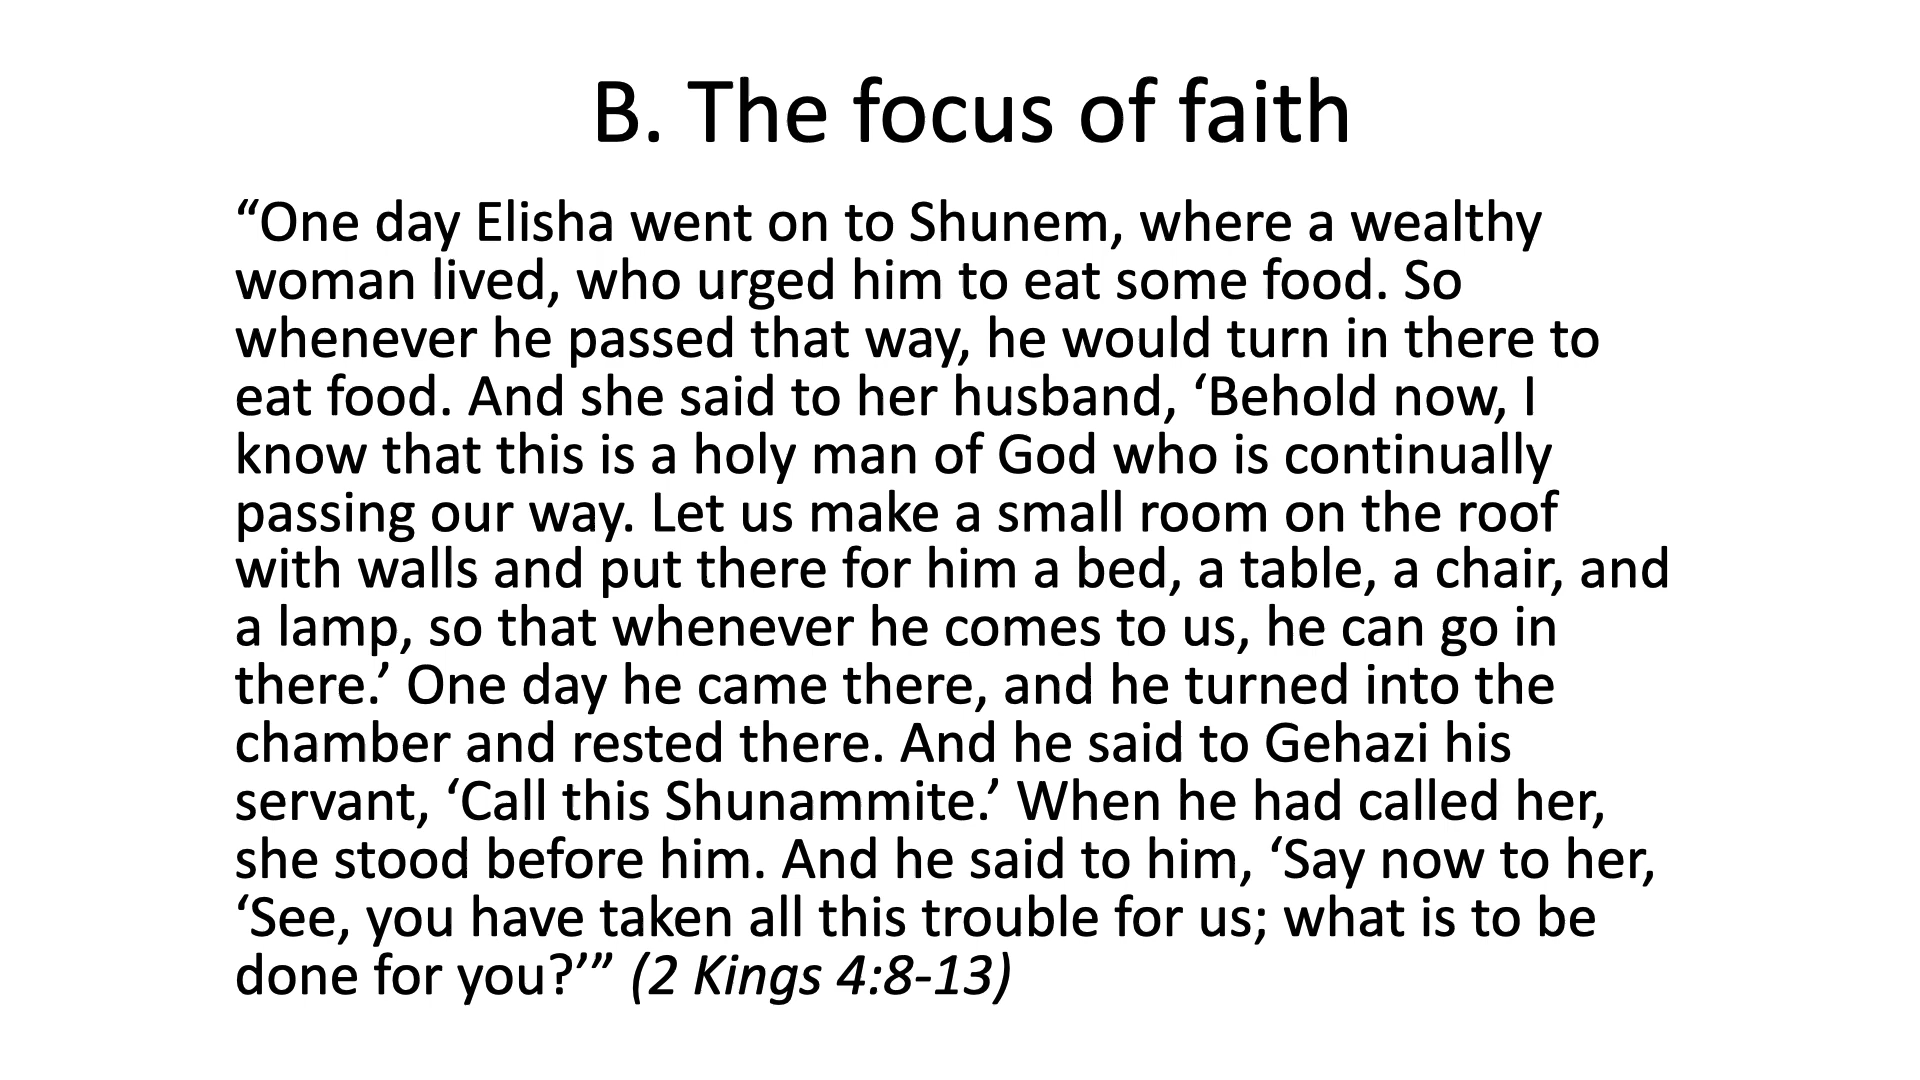 B. The focus of faith
“One day Elisha went on to Shunem, where a wealthy
woman lived, who urged him to eat some food. So
whenever he passed that way, he would turn in there to
eat food. And she said to her husband, ‘Behold now, I
know that this is a holy man of God who is continually
passing our way. Let us make a small room on the roof
with walls and put there for him a bed, a table, a chair, and
a lamp, so that whenever he comes to us, he can go in
there.’ One day he came there, and he turned into the
chamber and rested there. And he said to Gehazi his
servant, ‘Call this Shunammite.’ When he had called her,
she stood before him. And he said to him, ‘Say now to her,
‘See, you have taken all this trouble for us; what is to be
done for you?’” (2 Kings 4:8-13)